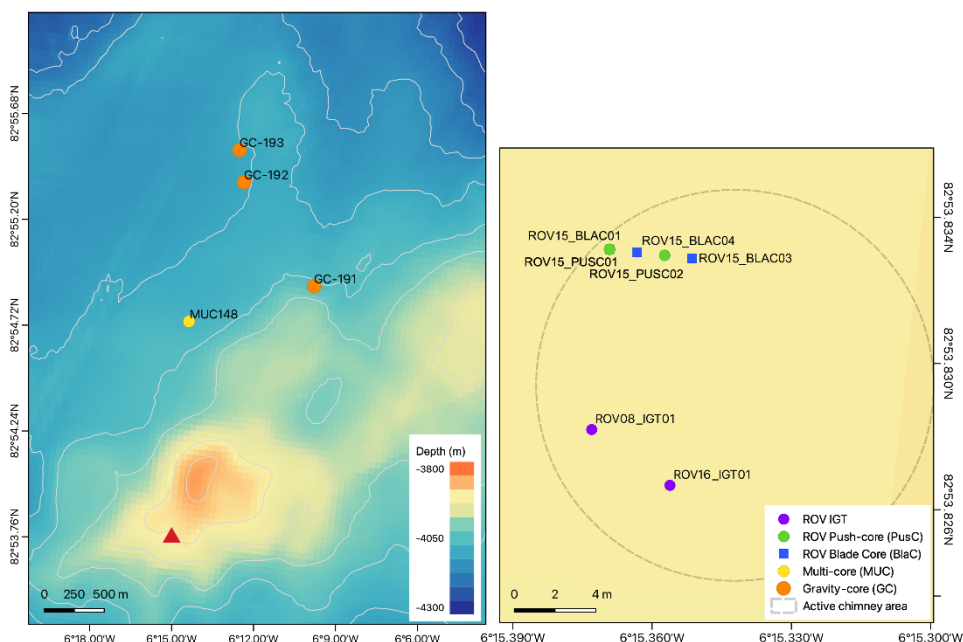 82°55.68'N
82°55.20'N
82°54.72'N
82°54.24'N
82°53.76'N
GC-193
GC-192
GC-191
MUC148
Depth (m)
-3800
-4050
-4300
0 250 500 m
6°18.00'W
6°15.00'W
6°12.00'W
6°09.00'W
6°06.00'W
ROV15_BLAC01
ROV15_BLAC04
ROV15_PUSC01
ROV15_BLAC03
ROV15_PUSC02
ROV08_IGT01
ROV16_IGT01
82°53.834'N
82°53.830'N
82°53.826'N
ROV IGT
ROV Push-core (PusC)
ROV Blade Core (BlaC)
Multi-core (MUC)
Gravity-core (GC)
Active chimney area
0 2 4 m
6°15.390'W
6°15.356'W
6°15.333'W
6°15.300'W